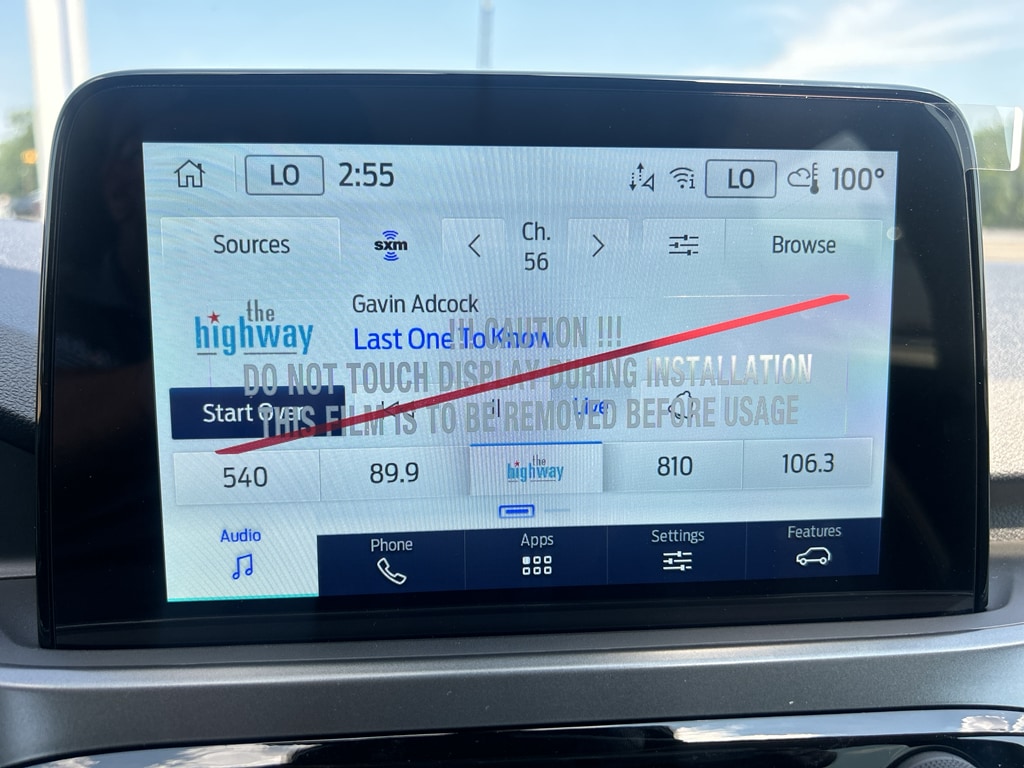 LO 2:55 LO 100°
Sources sxm Ch. 56 Browse
the highway
Gavin Adcock
Last One To Know
!!! CAUTION !!!
DO NOT TOUCH DISPLAY DURING INSTALLATION
THIS FILM IS TO BE REMOVED BEFORE USAGE
Start Over Live
540 89.9 the highway 810 106.3
Audio Phone Apps Settings Features